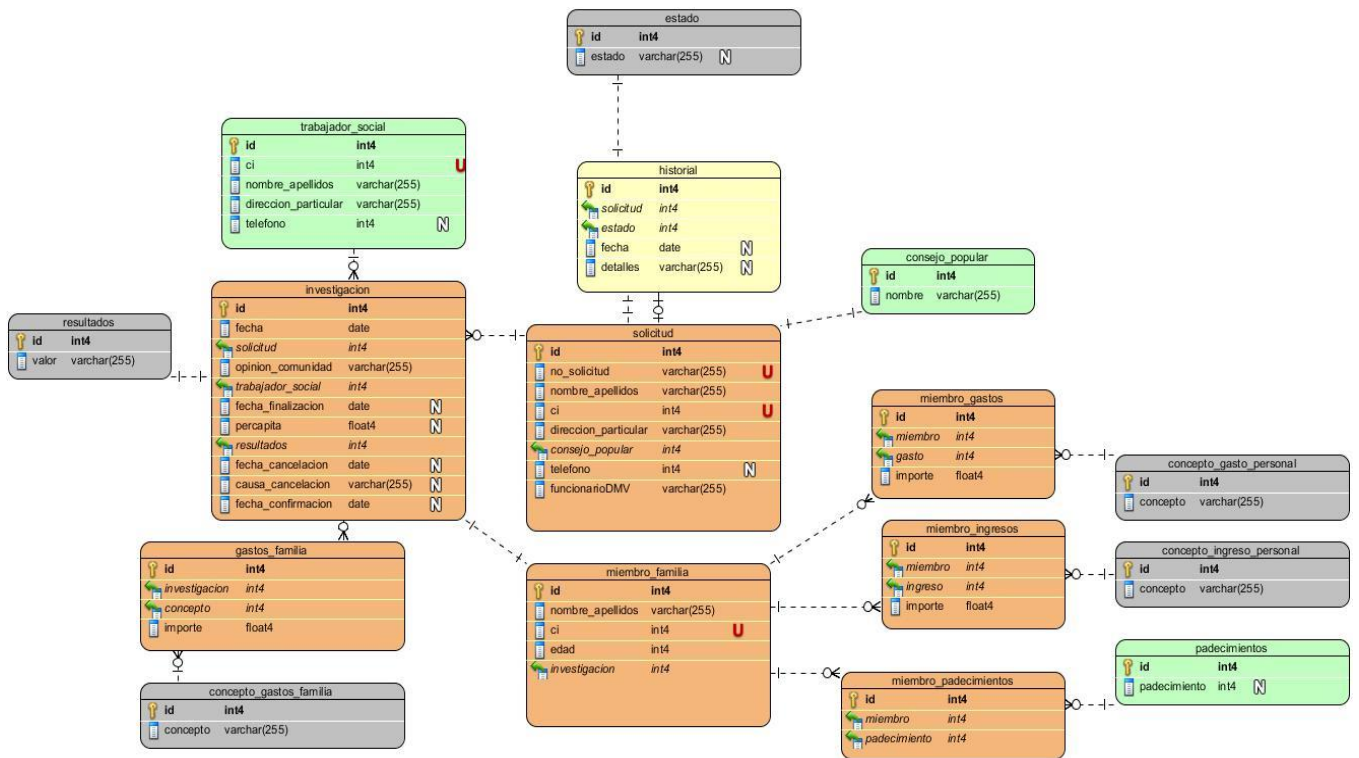 estado
id int4
estado varchar(255) N
trabajador_social
id int4
ci int4 U
nombre_apellidos varchar(255)
direccion_particular varchar(255)
telefono int4 N
historial
id int4
solicitud int4
estado int4
fecha date N
detalles varchar(255) N
consejo_popular
id int4
nombre varchar(255)
investigacion
id int4
fecha date
solicitud int4
opinion_comunidad varchar(255)
trabajador_social int4
fecha_finalizacion date N
percapita float4 N
resultados int4
fecha_cancelacion date N
causa_cancelacion varchar(255) N
fecha_confirmacion date N
resultados
id int4
valor varchar(255)
solicitud
id int4
no_solicitud varchar(255) U
nombre_apellidos varchar(255)
ci int4 U
direccion_particular varchar(255)
consejo_popular int4
telefono int4 N
funcionarioDMV varchar(255)
miembro_gastos
id int4
miembro int4
gasto int4
importe float4
concepto_gasto_personal
id int4
concepto varchar(255)
miembro_ingresos
id int4
miembro int4
ingreso int4
importe float4
concepto_ingreso_personal
id int4
concepto varchar(255)
gastos_familia
id int4
investigacion int4
concepto int4
importe float4
miembro_familia
id int4
nombre_apellidos varchar(255)
ci int4 U
edad int4
investigacion int4
padecimientos
id int4
padecimiento int4 N
miembro_padecimientos
id int4
miembro int4
padecimiento int4
concepto_gastos_familia
id int4
concepto varchar(255)